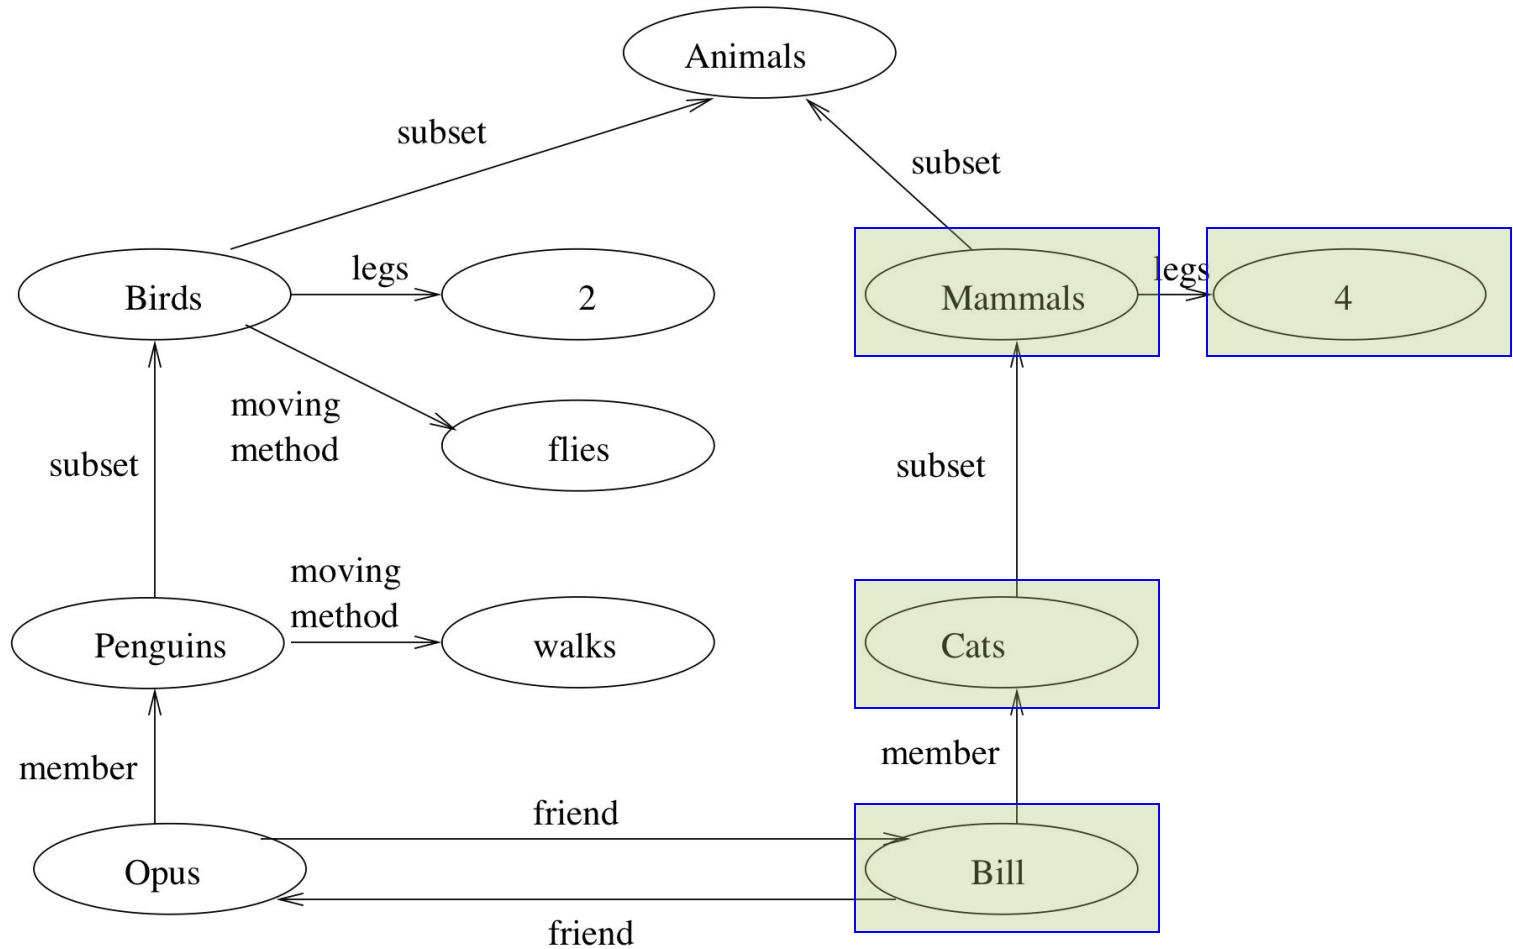 Animals
subset
subset
Birds
legs
2
Mammals
legs
4
moving
method
flies
subset
subset
Penguins
moving
method
walks
Cats
member
member
friend
Opus
Bill
friend